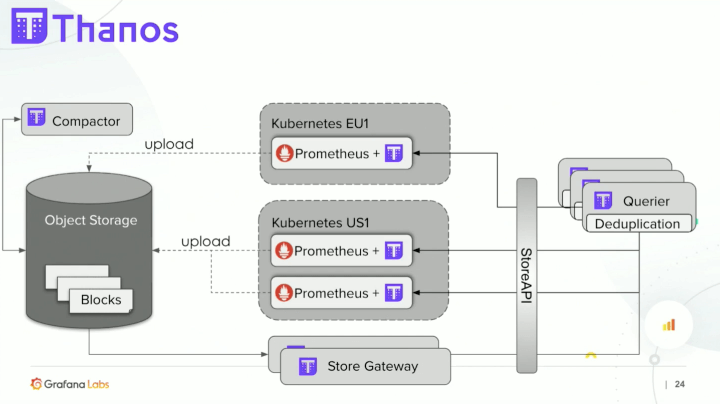 Thanos
Compactor
upload
Kubernetes EU1
Prometheus +
Querier
Deduplication
Object Storage
Blocks
upload
Kubernetes US1
Prometheus +
Prometheus +
StoreAPI
Store Gateway
Grafana Labs
| 24